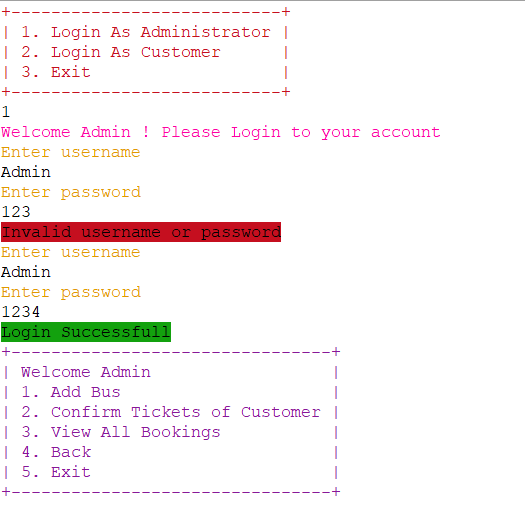 +---------------------------+
| 1. Login As Administrator |
| 2. Login As Customer      |
| 3. Exit                   |
+---------------------------+
1
Welcome Admin ! Please Login to your account
Enter username
Admin
Enter password
123
Invalid username or password
Enter username
Admin
Enter password
1234
Login Successfull
+--------------------------------+
| Welcome Admin                  |
| 1. Add Bus                     |
| 2. Confirm Tickets of Customer |
| 3. View All Bookings           |
| 4. Back                        |
| 5. Exit                        |
+--------------------------------+